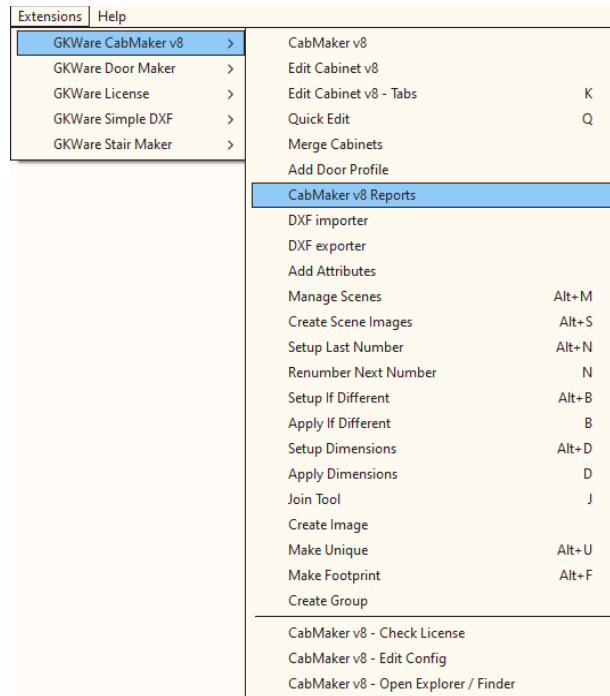 Extensions Help
GKWare CabMaker v8 >
GKWare Door Maker >
GKWare License >
GKWare Simple DXF >
GKWare Stair Maker >
CabMaker v8
Edit Cabinet v8
Edit Cabinet v8 - Tabs K
Quick Edit Q
Merge Cabinets
Add Door Profile
CabMaker v8 Reports
DXF importer
DXF exporter
Add Attributes
Manage Scenes Alt+M
Create Scene Images Alt+S
Setup Last Number Alt+N
Renumber Next Number N
Setup If Different Alt+B
Apply If Different B
Setup Dimensions Alt+D
Apply Dimensions D
Join Tool J
Create Image
Make Unique Alt+U
Make Footprint Alt+F
Create Group
CabMaker v8 - Check License
CabMaker v8 - Edit Config
CabMaker v8 - Open Explorer / Finder